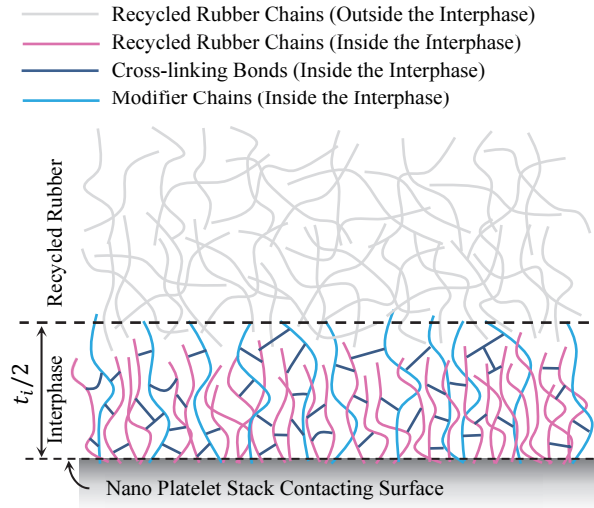 Recycled Rubber Chains (Outside the Interphase)
Recycled Rubber Chains (Inside the Interphase)
Cross-linking Bonds (Inside the Interphase)
Modifier Chains (Inside the Interphase)
Recycled Rubber
t_i/2
Interphase
Nano Platelet Stack Contacting Surface